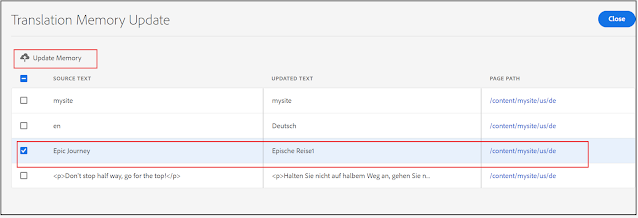 Translation Memory Update
Close
Update Memory
SOURCE TEXT UPDATED TEXT PAGE PATH
mysite mysite /content/mysite/us/de
en Deutsch /content/mysite/us/de
Epic Journey Epische Reise1 /content/mysite/us/de
<p>Don't stop half way, go for the top!</p> <p>Halten Sie nicht auf halbem Weg an, gehen Sie n... /content/mysite/us/de